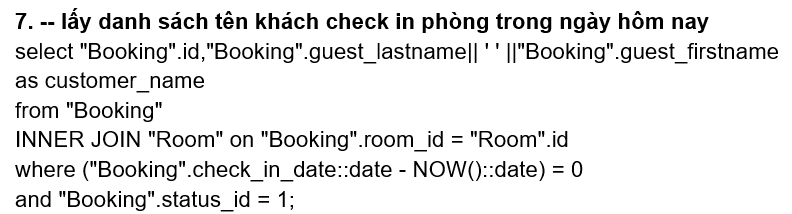 7. -- lấy danh sách tên khách check in phòng trong ngày hôm nay
select "Booking".id,"Booking".guest_lastname|| ' ' ||"Booking".guest_firstname
as customer_name
from "Booking"
INNER JOIN "Room" on "Booking".room_id = "Room".id
where ("Booking".check_in_date::date - NOW()::date) = 0
and "Booking".status_id = 1;